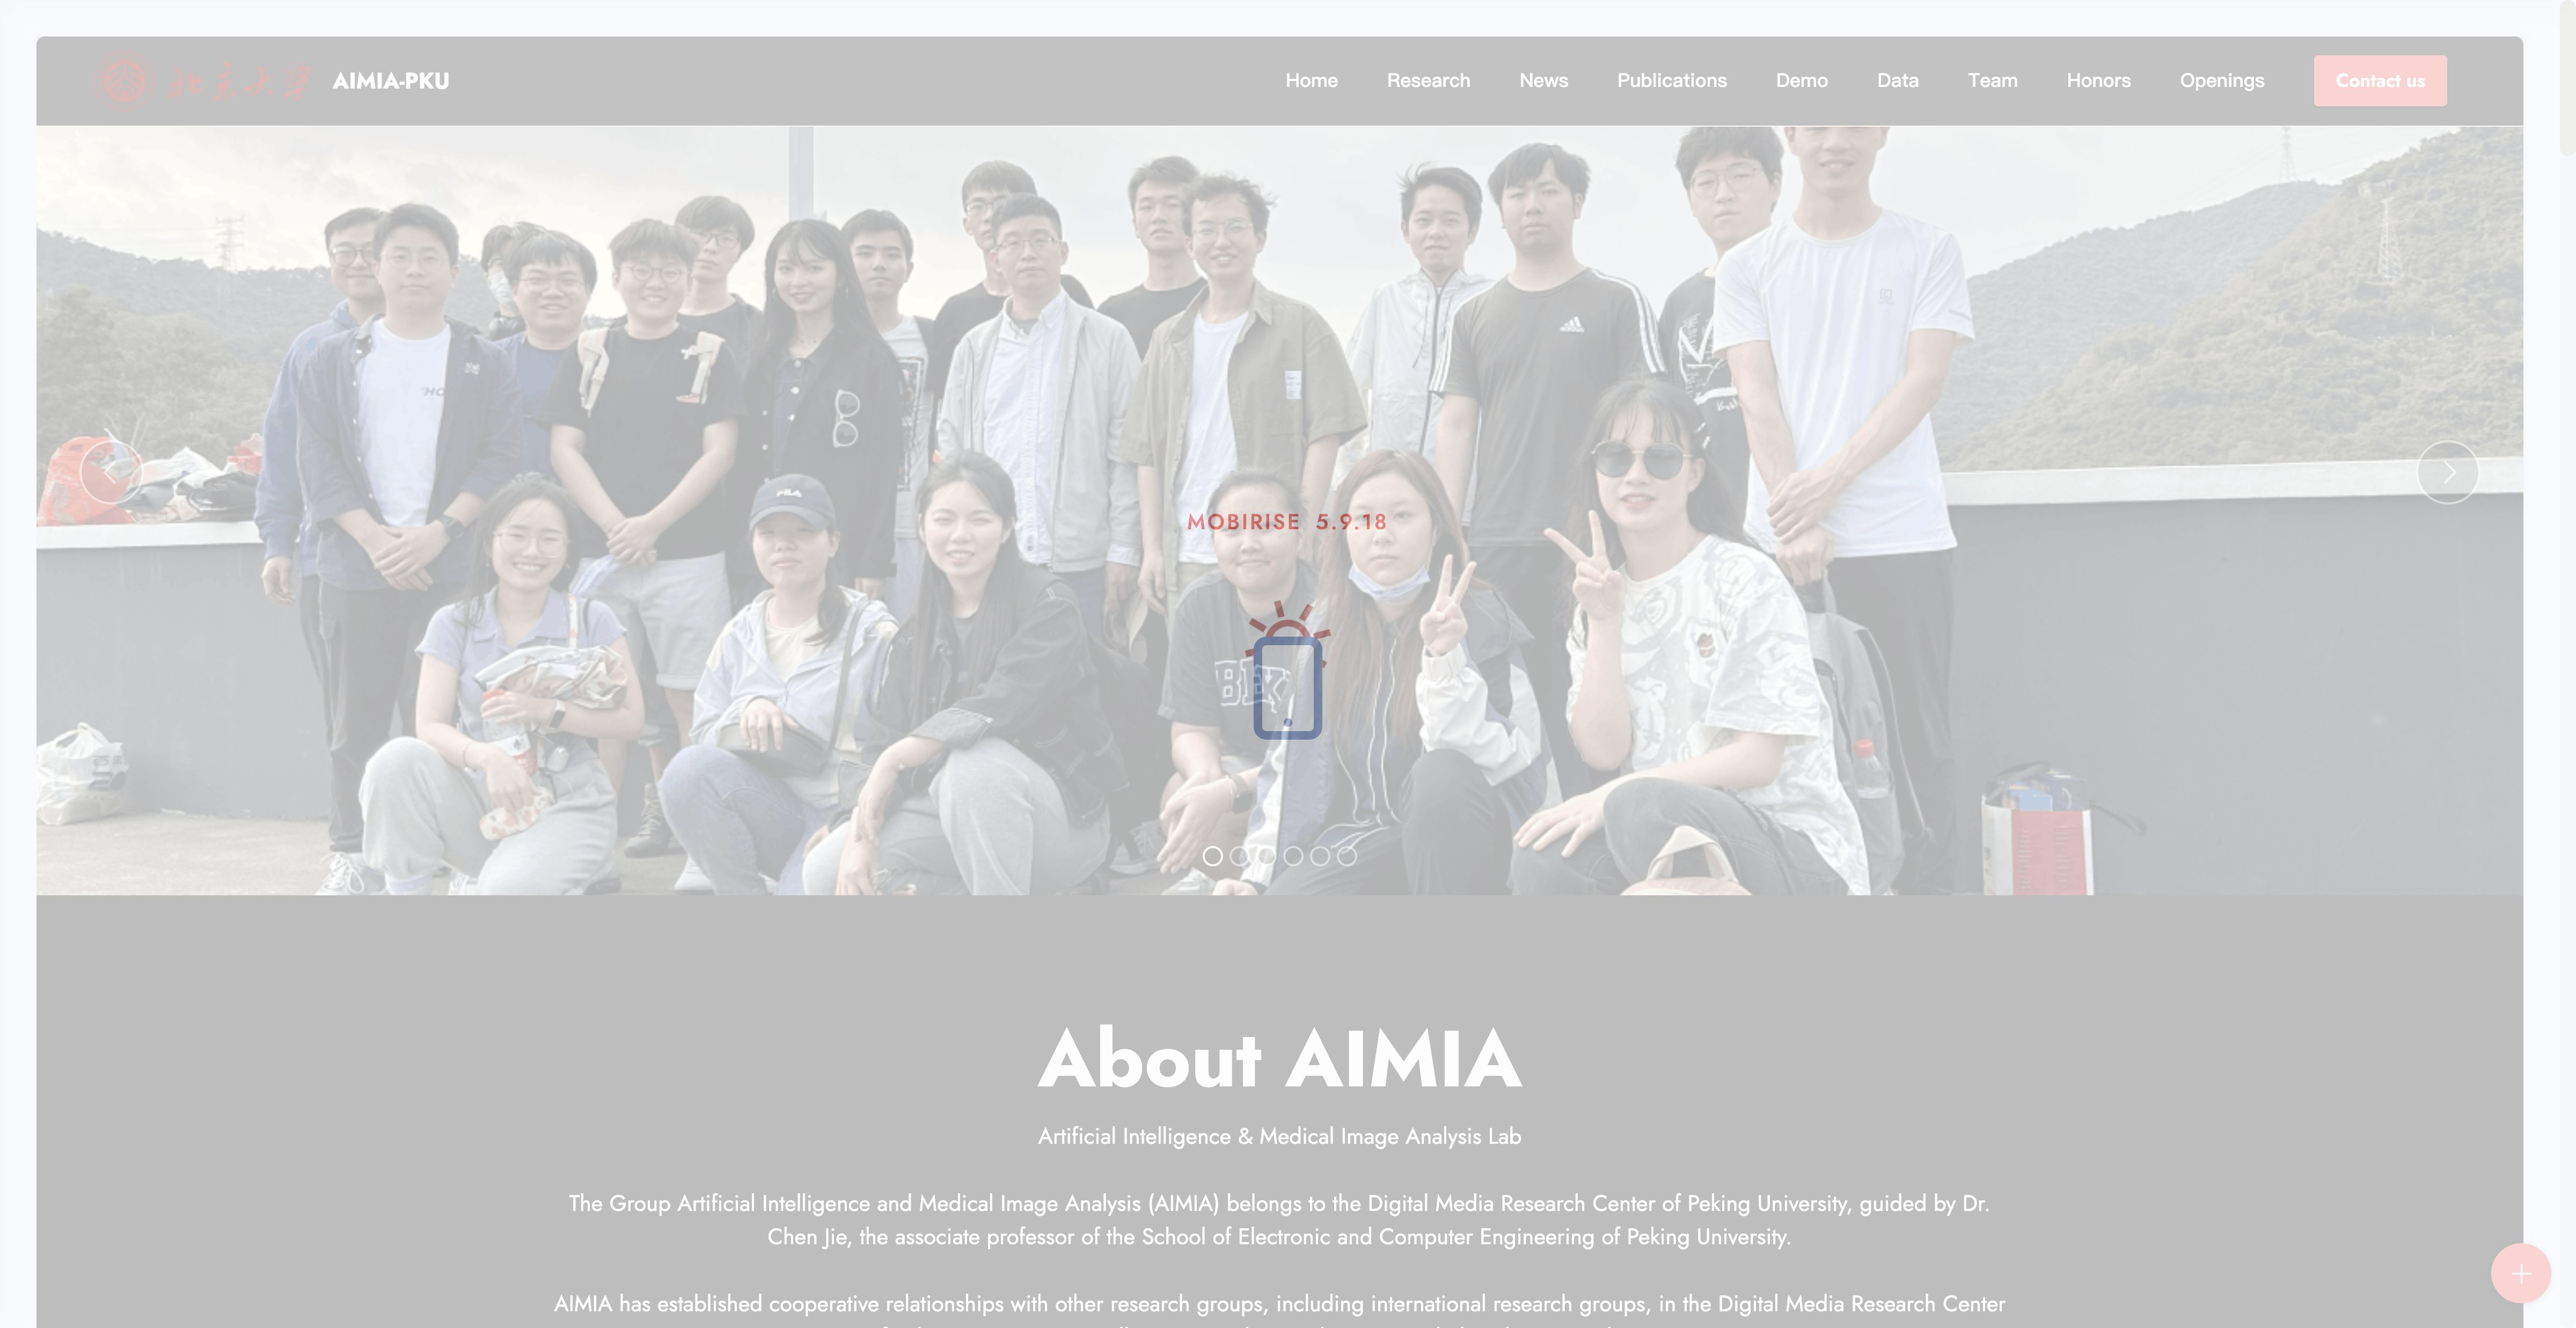 北京大学 AIMIA-PKU
Home Research News Publications Demo Data Team Honors Openings Contact us
"HO
FILA
MOBIRISE 5.9.18
BEK
About AIMIA
Artificial Intelligence & Medical Image Analysis Lab
The Group Artificial Intelligence and Medical Image Analysis (AIMIA) belongs to the Digital Media Research Center of Peking University, guided by Dr.
Chen Jie, the associate professor of the School of Electronic and Computer Engineering of Peking University.
AIMIA has established cooperative relationships with other research groups, including international research groups, in the Digital Media Research Center